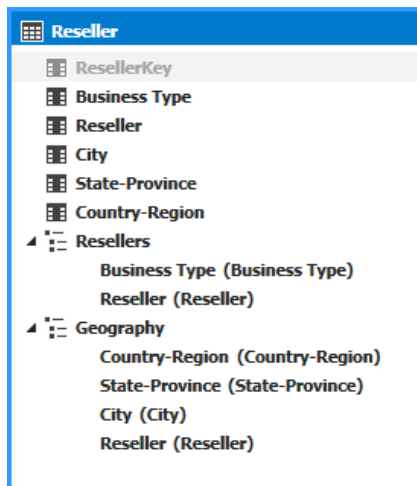 Reseller
ResellerKey
Business Type
Reseller
City
State-Province
Country-Region
Resellers
Business Type (Business Type)
Reseller (Reseller)
Geography
Country-Region (Country-Region)
State-Province (State-Province)
City (City)
Reseller (Reseller)